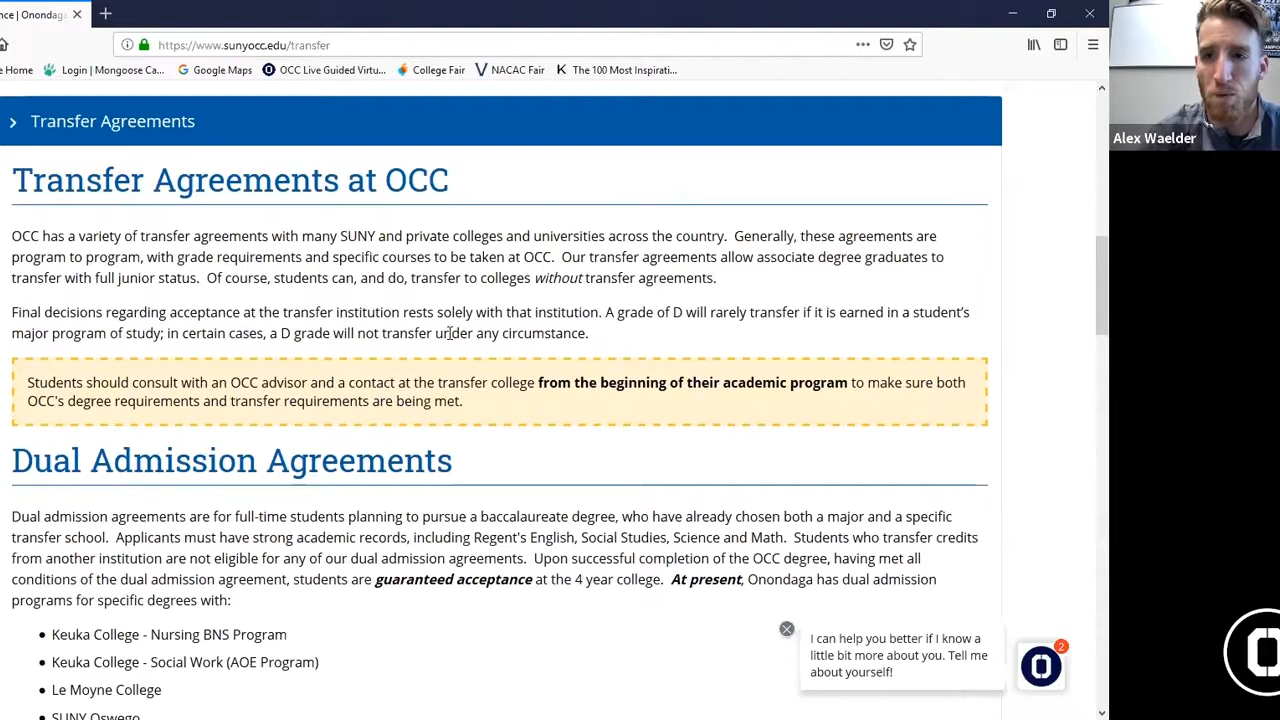 nce | Onondaga
https://www.sunyocc.edu/transfer
e Home Login | Mongoose Ca... Google Maps OCC Live Guided Virtu... College Fair NACAC Fair The 100 Most Inspirati...
Transfer Agreements
Alex Waelder
Transfer Agreements at OCC
OCC has a variety of transfer agreements with many SUNY and private colleges and universities across the country. Generally, these agreements are
program to program, with grade requirements and specific courses to be taken at OCC. Our transfer agreements allow associate degree graduates to
transfer with full junior status. Of course, students can, and do, transfer to colleges without transfer agreements.
Final decisions regarding acceptance at the transfer institution rests solely with that institution. A grade of D will rarely transfer if it is earned in a student's
major program of study; in certain cases, a D grade will not transfer under any circumstance.
Students should consult with an OCC advisor and a contact at the transfer college from the beginning of their academic program to make sure both
OCC's degree requirements and transfer requirements are being met.
Dual Admission Agreements
Dual admission agreements are for full-time students planning to pursue a baccalaureate degree, who have already chosen both a major and a specific
transfer school. Applicants must have strong academic records, including Regent's English, Social Studies, Science and Math. Students who transfer credits
from another institution are not eligible for any of our dual admission agreements. Upon successful completion of the OCC degree, having met all
conditions of the dual admission agreement, students are guaranteed acceptance at the 4 year college. At present, Onondaga has dual admission
programs for specific degrees with:
• Keuka College - Nursing BNS Program
• Keuka College - Social Work (AOE Program)
• Le Moyne College
• SUNY Oswego
I can help you better if I know a
little bit more about you. Tell me
about yourself!
2